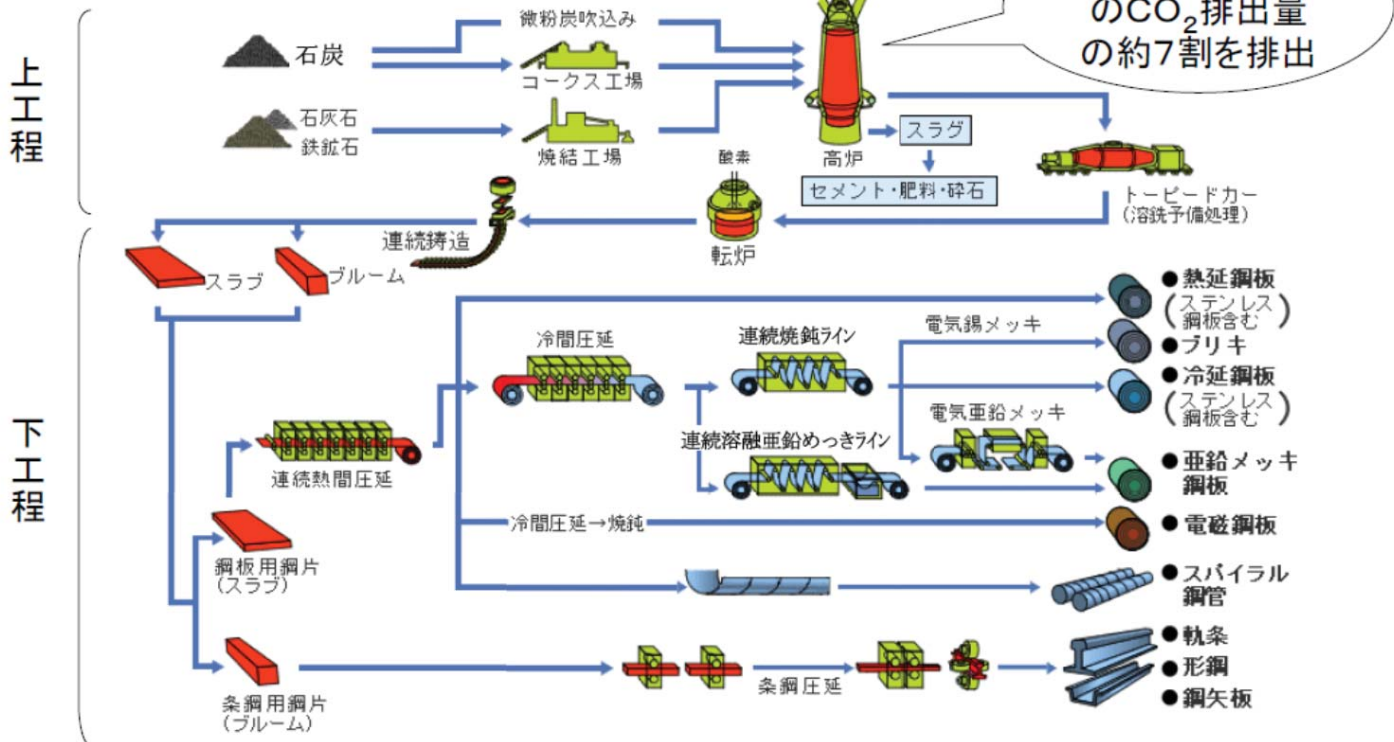 上工程
微粉炭吹込み
石炭
コークス工場
石灰石
鉄鉱石
焼結工場
高炉
スラグ
セメント・肥料・砕石
のCO2排出量
の約7割を排出
トーピードカー
(溶銑予備処理)
酸素
転炉
連続鋳造
下工程
スラブ
ブルーム
冷間圧延
連続焼鈍ライン
電気錫メッキ
連続熱間圧延
連続溶融亜鉛めっきライン
電気亜鉛メッキ
冷間圧延→焼鈍
鋼板用鋼片
(スラブ)
条鋼用鋼片
(ブルーム)
条鋼圧延
●熱延鋼板
(ステンレス
鋼板含む)
●ブリキ
●冷延鋼板
(ステンレス
鋼板含む)
●亜鉛メッキ
鋼板
●電磁鋼板
●スパイラル
鋼管
●軌条
●形鋼
●鋼矢板